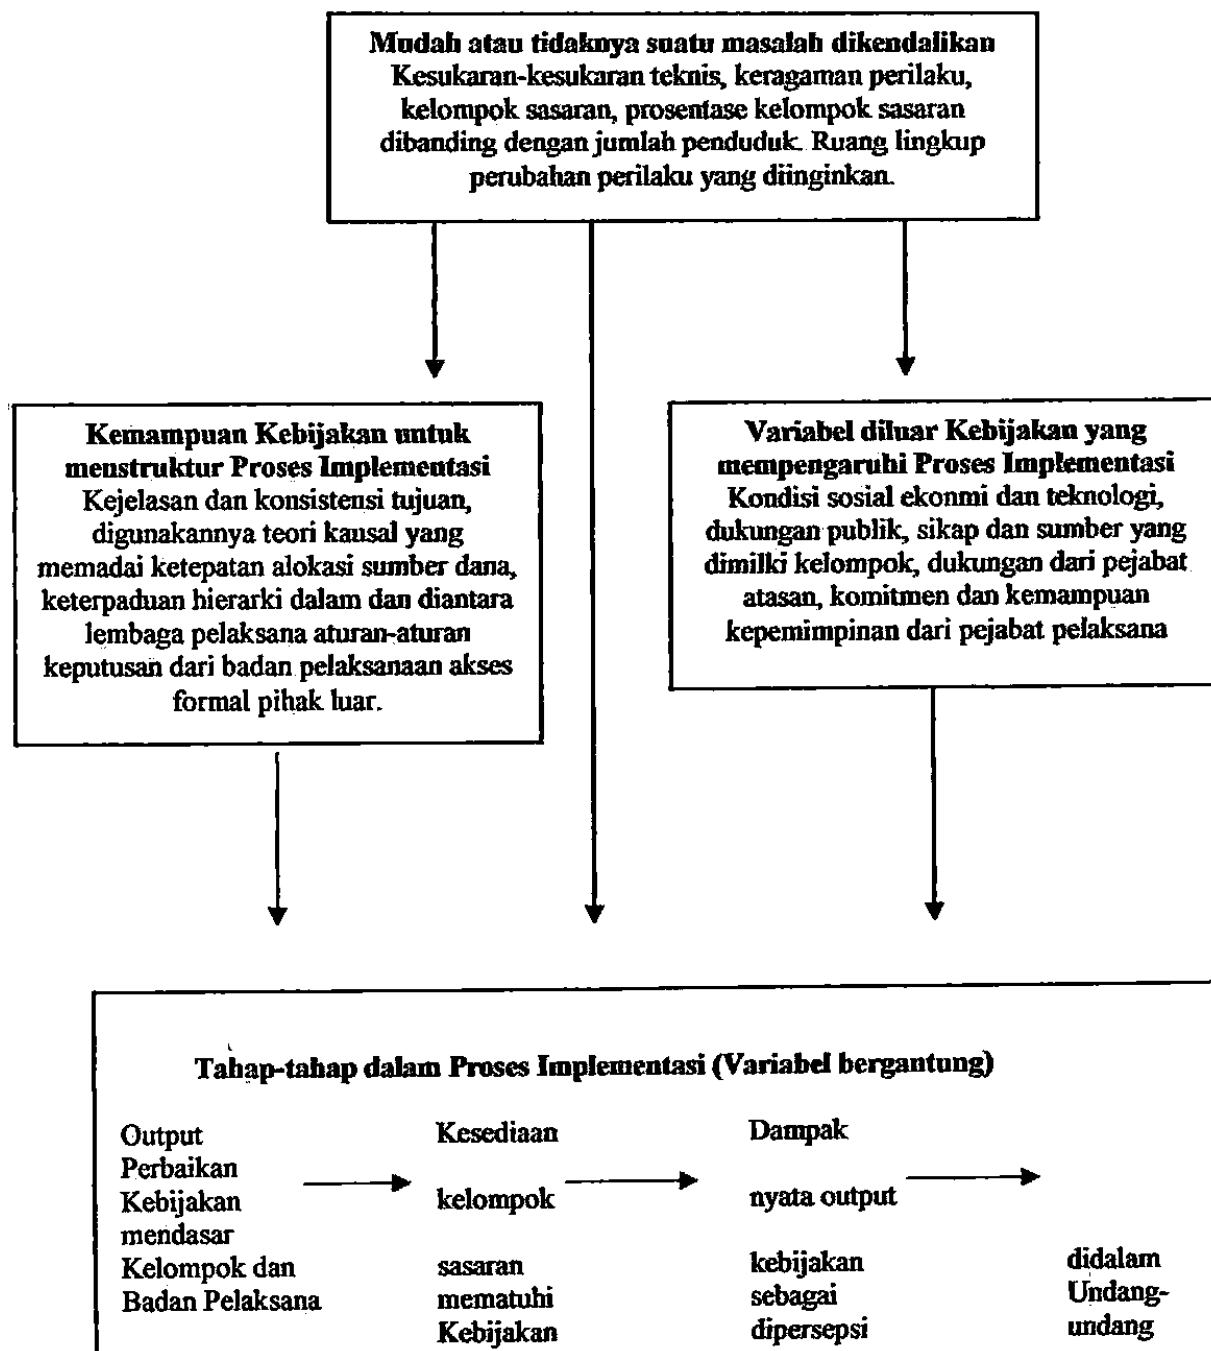 Mudah atau tidaknya suatu masalah dikendalikan
Kesukaran-kesukaran teknis, keragaman perilaku,
kelompok sasaran, prosentase kelompok sasaran
dibanding dengan jumlah penduduk. Ruang lingkup
perubahan perilaku yang diinginkan.
Kemampuan Kebijakan untuk
menstruktur Proses Implementasi
Kejelasan dan konsistensi tujuan,
digunakannya teori kausal yang
memadai ketepatan alokasi sumber dana,
keterpaduan hierarki dalam dan diantara
lembaga pelaksana aturan-aturan
keputusan dari badan pelaksanaan akses
formal pihak luar.
Variabel diluar Kebijakan yang
mempengaruhi Proses Implementasi
Kondisi sosial ekonmi dan teknologi,
dukungan publik, sikap dan sumber yang
dimilki kelompok, dukungan dari pejabat
atasan, komitmen dan kemampuan
kepemimpinan dari pejabat pelaksana
Tahap-tahap dalam Proses Implementasi (Variabel bergantung)
Output
Perbaikan
Kebijakan
mendasar
Kelompok dan
Badan Pelaksana
Kesediaan
kelompok
sasaran
mematuhi
Kebijakan
Dampak
nyata output
kebijakan
sebagai
dipersepsi
didalam
Undang-
undang